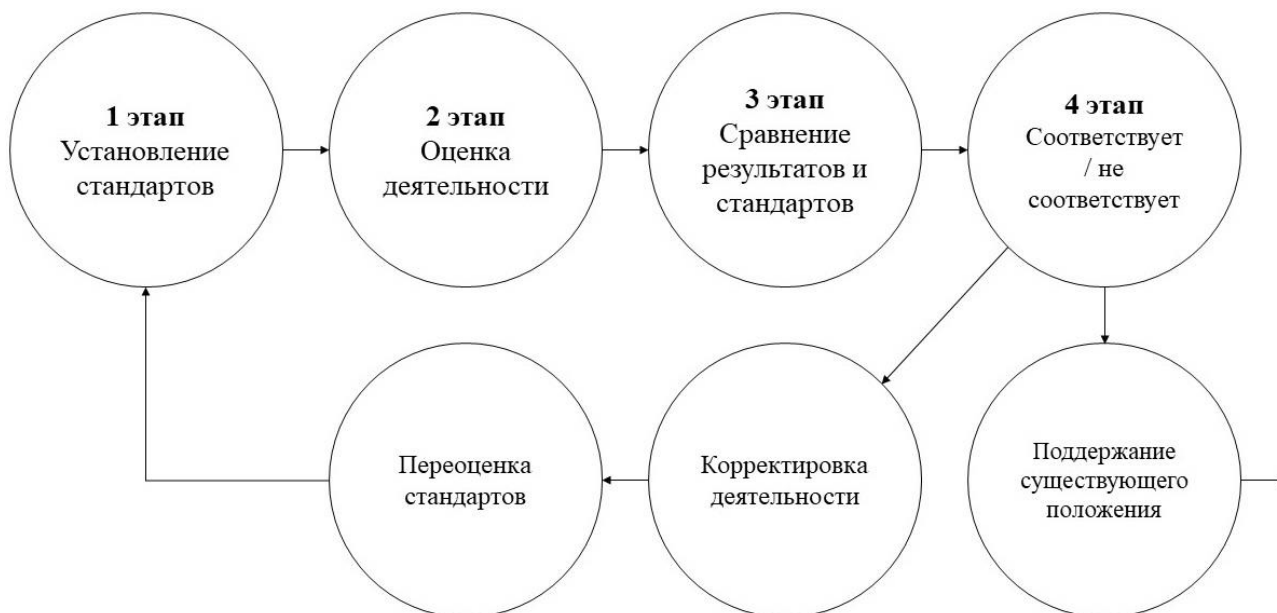 1 этап
Установление
стандартов
2 этап
Оценка
деятельности
3 этап
Сравнение
результатов и
стандартов
4 этап
Соответствует
/ не
соответствует
Переоценка
стандартов
Корректировка
деятельности
Поддержание
существующего
положения